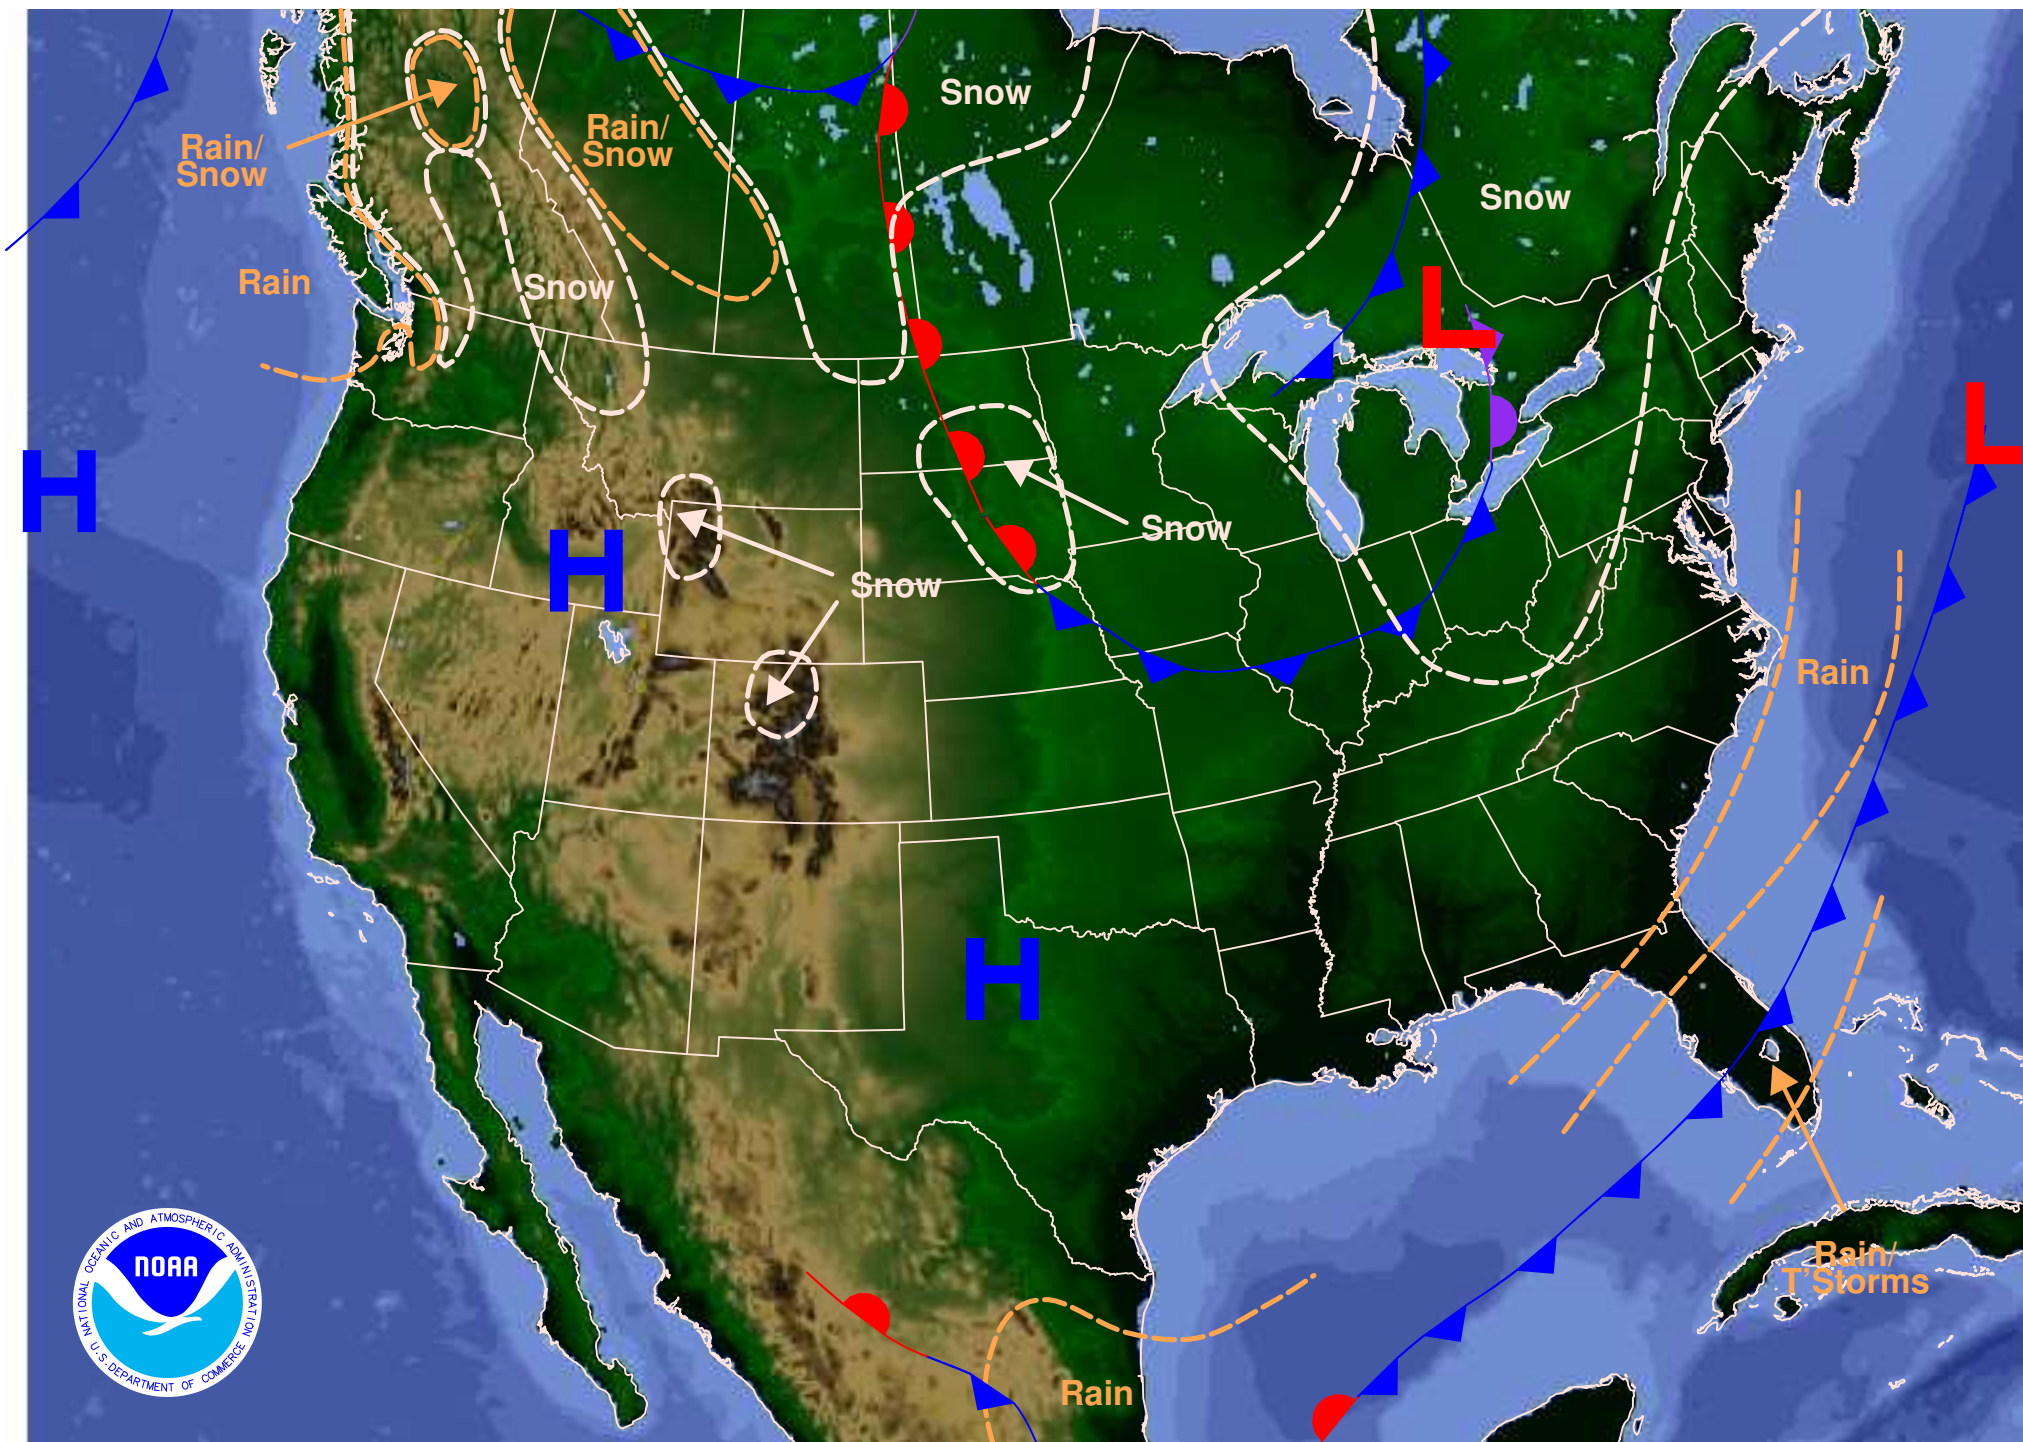 Snow
Rain/
Snow
Rain/
Snow
Snow
Rain
Snow
L
L
H
Snow
H
Snow
Rain
H
NATIONAL OCEANIC AND ATMOSPHERIC ADMINISTRATION
NOAA
U.S. DEPARTMENT OF COMMERCE
Rain/
T'Storms
Rain